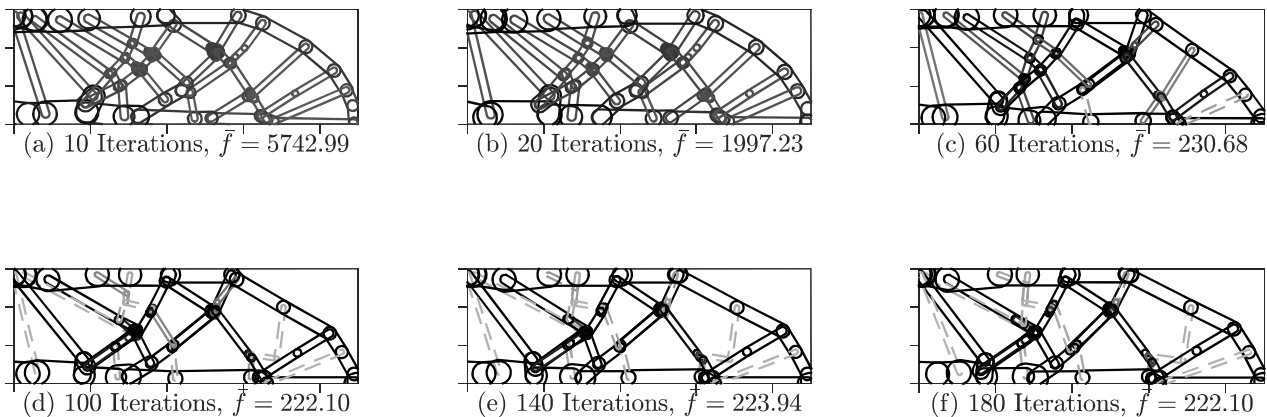 (a) 10 Iterations, f̄ = 5742.99
(b) 20 Iterations, f̄ = 1997.23
(c) 60 Iterations, f̄ = 230.68
(d) 100 Iterations, f̄ = 222.10
(e) 140 Iterations, f̄ = 223.94
(f) 180 Iterations, f̄ = 222.10